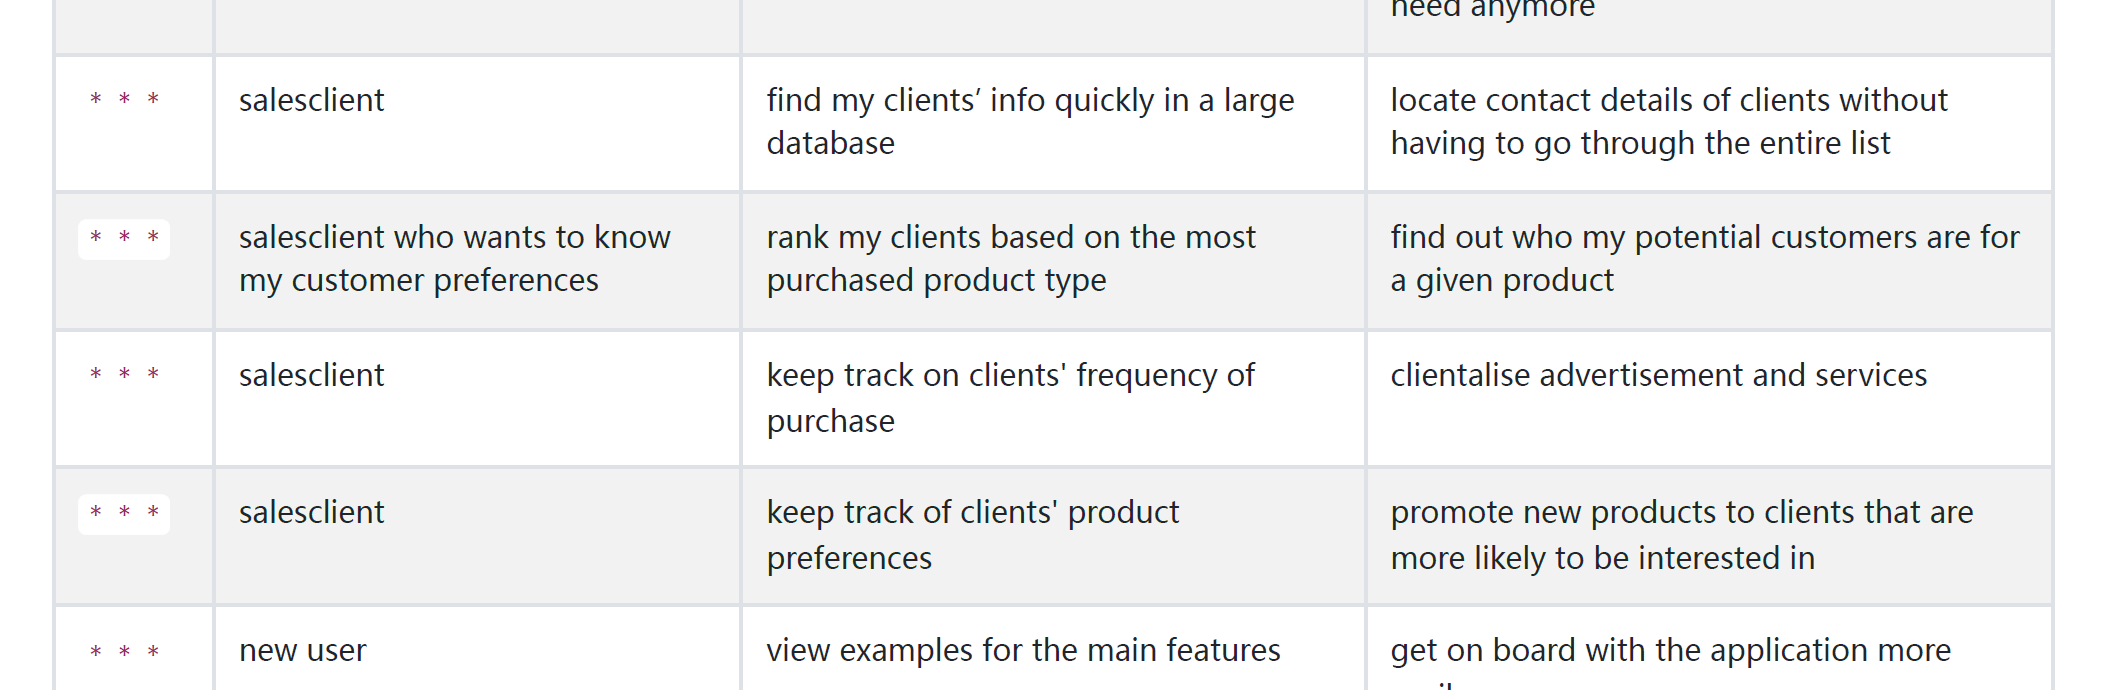 need anymore
* * * salesclient find my clients’ info quickly in a large locate contact details of clients without
database having to go through the entire list
* * * salesclient who wants to know rank my clients based on the most find out who my potential customers are for
my customer preferences purchased product type a given product
* * * salesclient keep track on clients' frequency of clientalise advertisement and services
purchase
* * * salesclient keep track of clients' product promote new products to clients that are
preferences more likely to be interested in
* * * new user view examples for the main features get on board with the application more